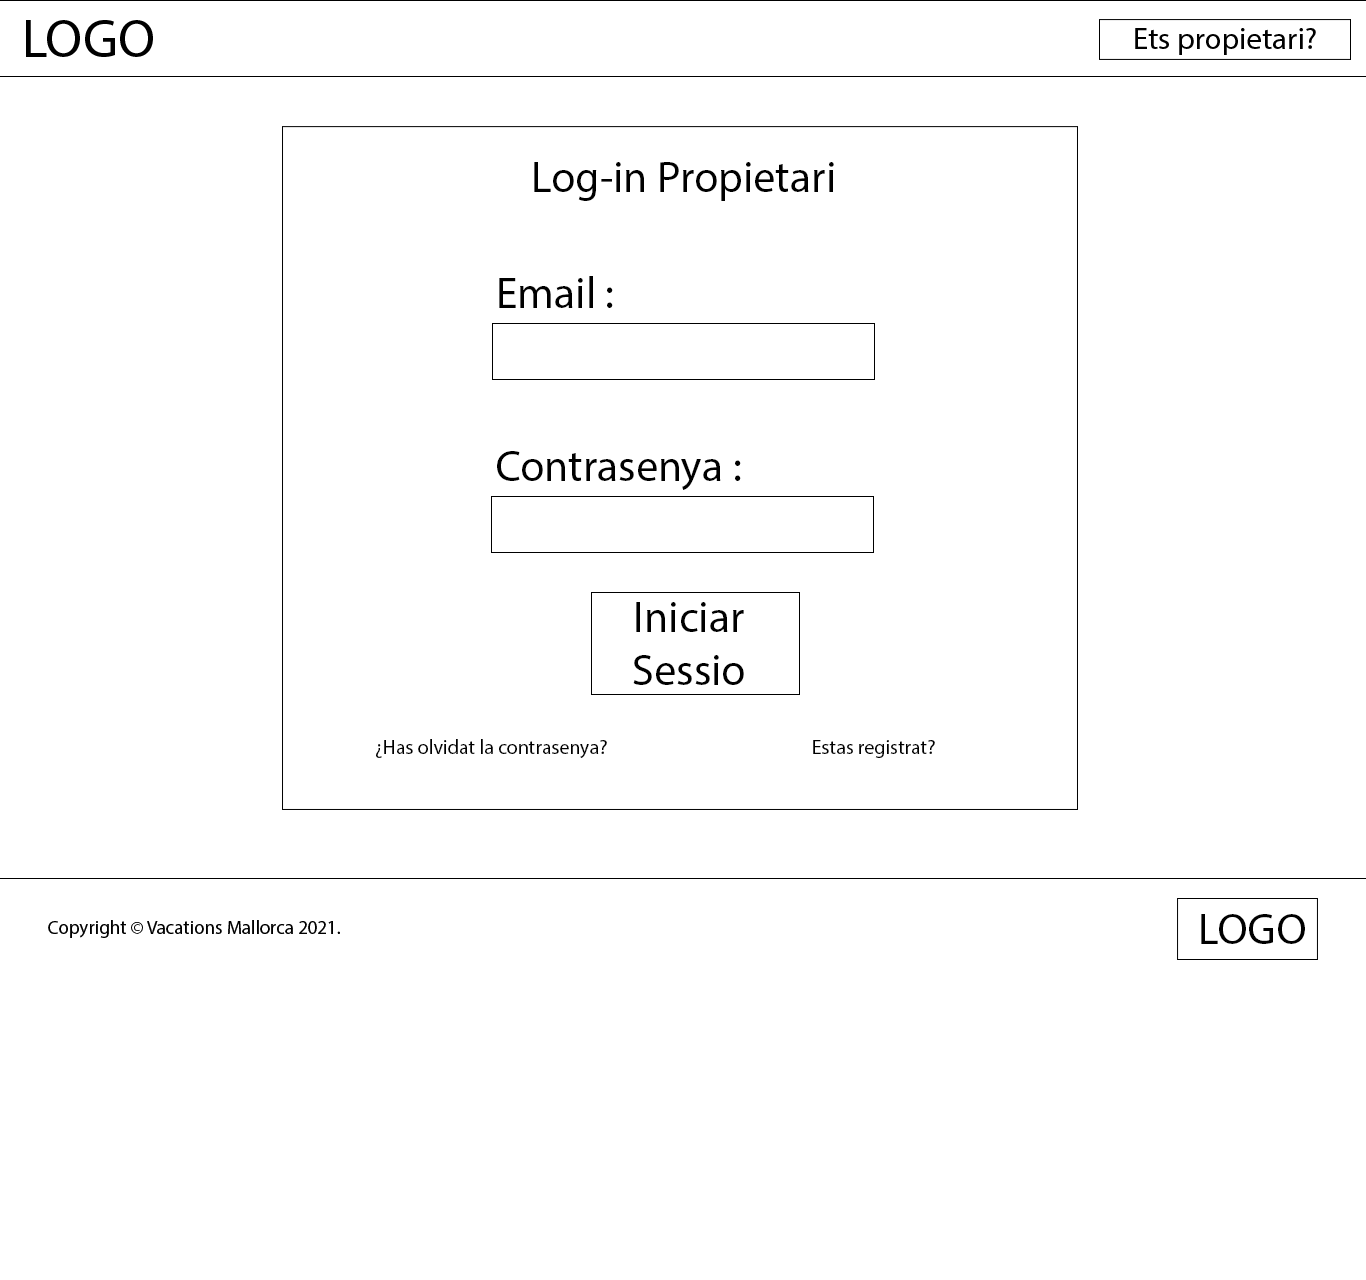 LOGO
Ets propietari?
Log-in Propietari
Email :
Contrasenya :
Iniciar
Sessio
¿Has olvidat la contrasenya?
Estas registrat?
Copyright © Vacations Mallorca 2021.
LOGO